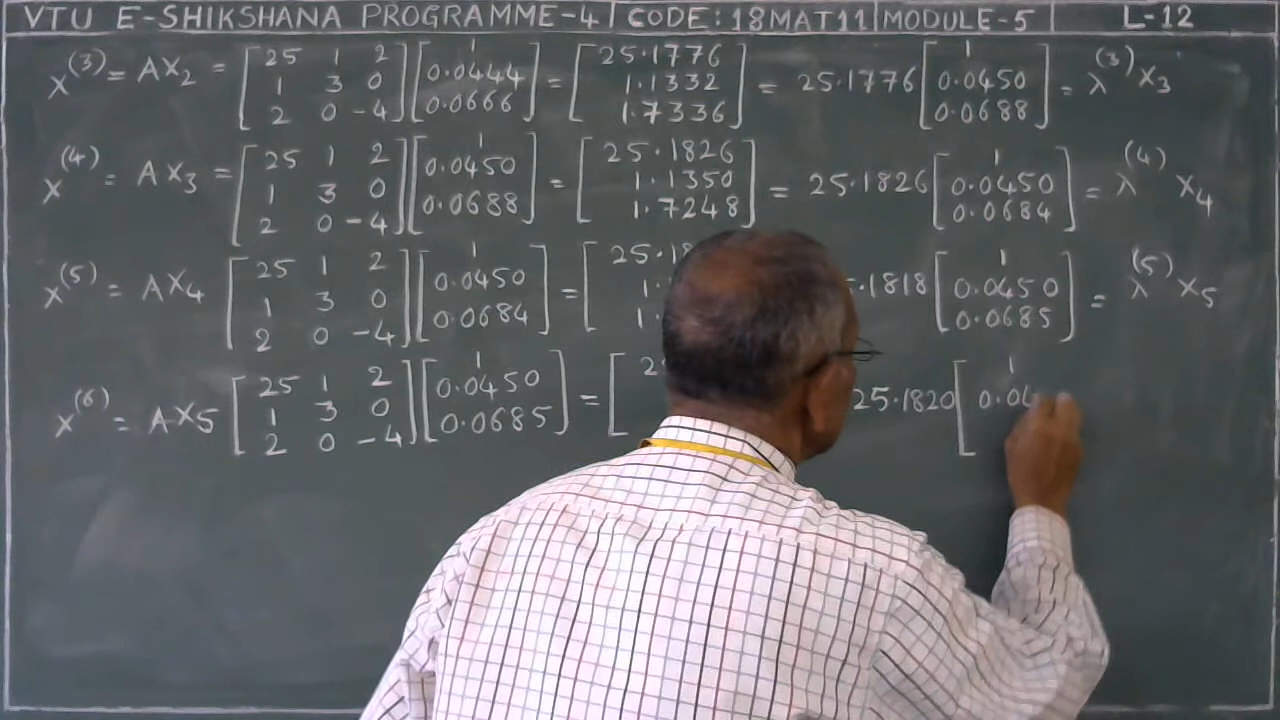 VTU E-SHIKSHANA PROGRAMME-4 | CODE: 18MAT11 | MODULE-5 | L-12
x^(3) = AX₂ = [25 1 2; 1 3 0; 2 0 -4] [1; 0.0444; 0.0666] = [25.1776; 1.1332; 1.7336] = 25.1776 [1; 0.0450; 0.0688] = λ^(3) X₃
x^(4) = AX₃ = [25 1 2; 1 3 0; 2 0 -4] [1; 0.0450; 0.0688] = [25.1826; 1.1350; 1.7248] = 25.1826 [1; 0.0450; 0.0684] = λ^(4) X₄
x^(5) = AX₄ [25 1 2; 1 3 0; 2 0 -4] [1; 0.0450; 0.0684] = [25.18 1. 1. .1818 [1; 0.0450; 0.0685] = λ^(5) X₅
x^(6) = AX₅ [25 1 2; 1 3 0; 2 0 -4] [1; 0.0450; 0.0685] = [2 25.1820 [1; 0.04